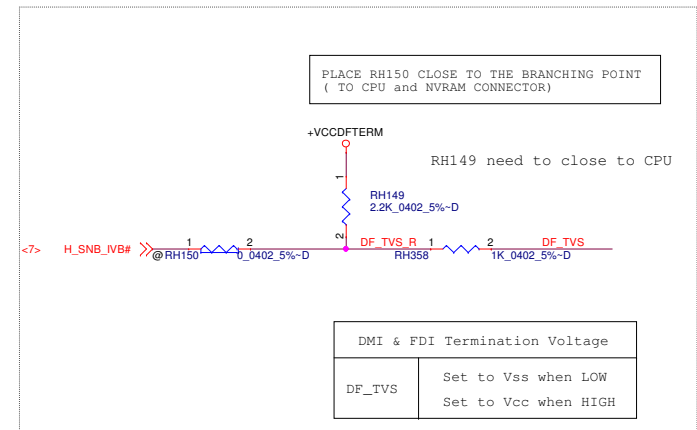 PLACE RH150 CLOSE TO THE BRANCHING POINT
( TO CPU and NVRAM CONNECTOR)
+VCCDFTERM
RH149 need to close to CPU
1
RH149
2.2K_0402_5%~D
2
<7> H_SNB_IVB# 1 2 DF_TVS_R 1 2 DF_TVS
@RH150 0_0402_5%~D RH358 1K_0402_5%~D
DMI & FDI Termination Voltage
DF_TVS
Set to Vss when LOW
Set to Vcc when HIGH